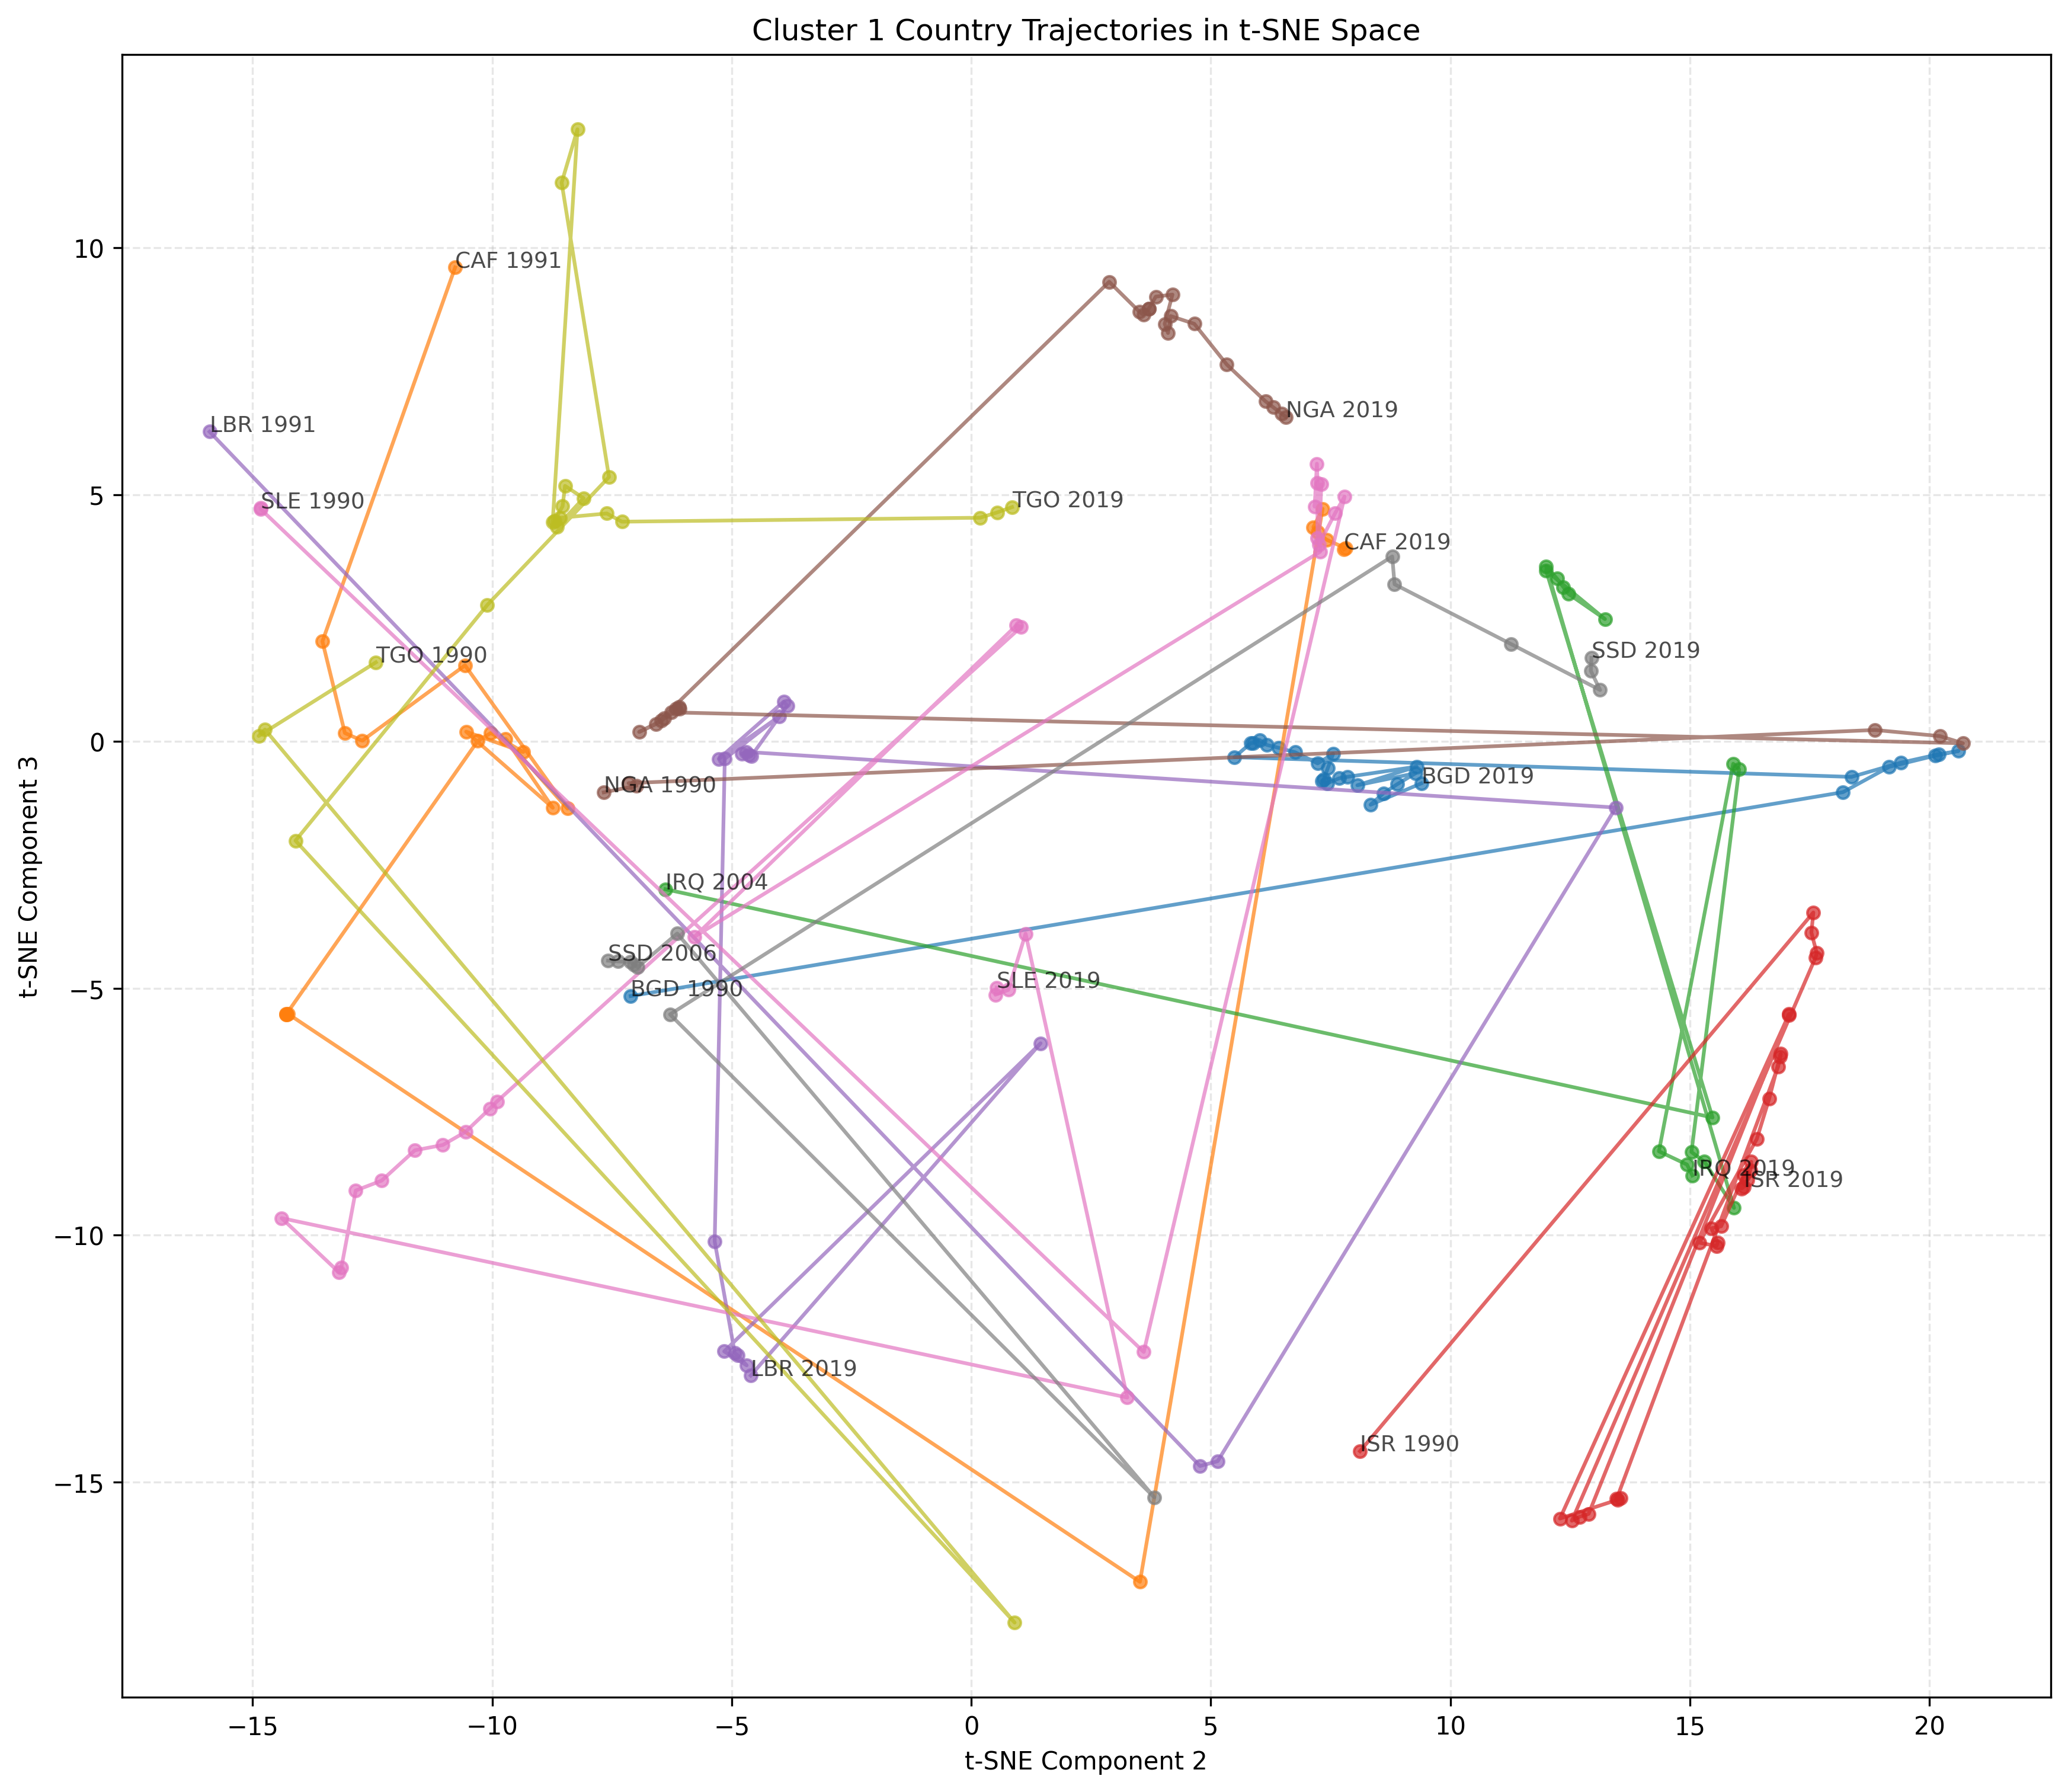 Cluster 1 Country Trajectories in t-SNE Space
t-SNE Component 3
10
5
0
−5
−10
−15
CAF 1991
LBR 1991
NGA 2019
SLE 1990
TGO 2019
CAF 2019
TGO 1990
SSD 2019
NGA 1990
BGD 2019
IRQ 2004
SSD 2006
BGD 1990
SLE 2019
IRQ 2019
ISR 2019
LBR 2019
ISR 1990
−15
−10
−5
0
5
10
15
20
t-SNE Component 2